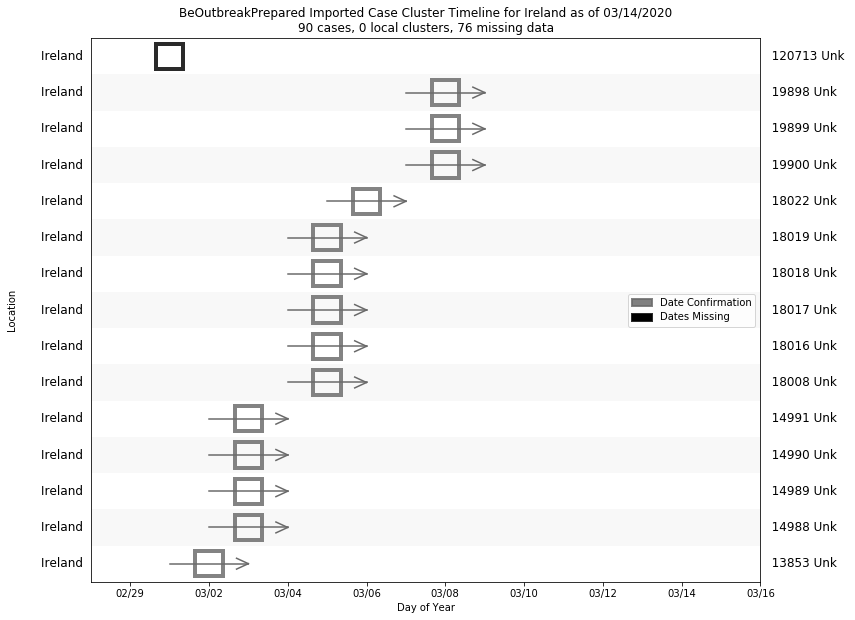 BeOutbreakPrepared Imported Case Cluster Timeline for Ireland as of 03/14/2020
90 cases, 0 local clusters, 76 missing data
Ireland 120713 Unk
Ireland 19898 Unk
Ireland 19899 Unk
Ireland 19900 Unk
Ireland 18022 Unk
Ireland 18019 Unk
Ireland 18018 Unk
Ireland 18017 Unk
Ireland 18016 Unk
Ireland 18008 Unk
Ireland 14991 Unk
Ireland 14990 Unk
Ireland 14989 Unk
Ireland 14988 Unk
Ireland 13853 Unk
Location
Date Confirmation
Dates Missing
02/29 03/02 03/04 03/06 03/08 03/10 03/12 03/14 03/16
Day of Year